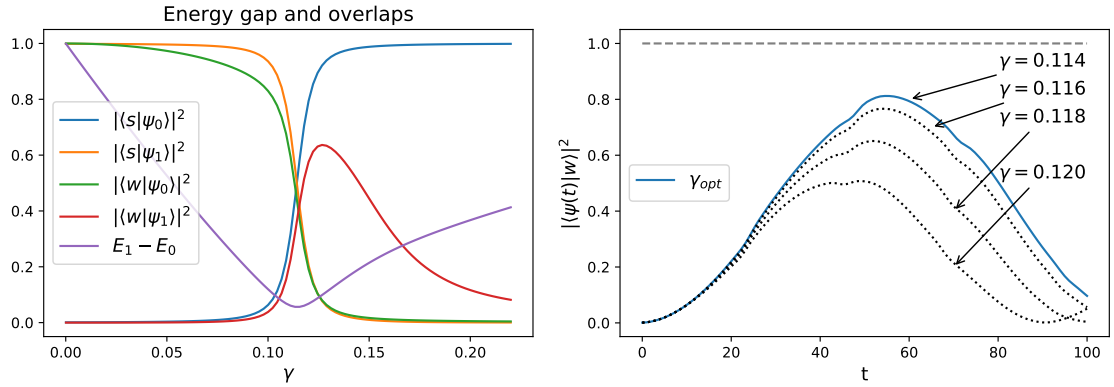 Energy gap and overlaps
1.0
0.8
0.6
0.4
0.2
0.0
|⟨s|ψ₀⟩|²
|⟨s|ψ₁⟩|²
|⟨w|ψ₀⟩|²
|⟨w|ψ₁⟩|²
E₁ − E₀
0.00 0.05 0.10 0.15 0.20
γ
|⟨ψ(t)|w⟩|²
1.0
0.8
0.6
0.4
0.2
0.0
γ = 0.114
γ = 0.116
γ = 0.118
γ = 0.120
γ_opt
0 20 40 60 80 100
t